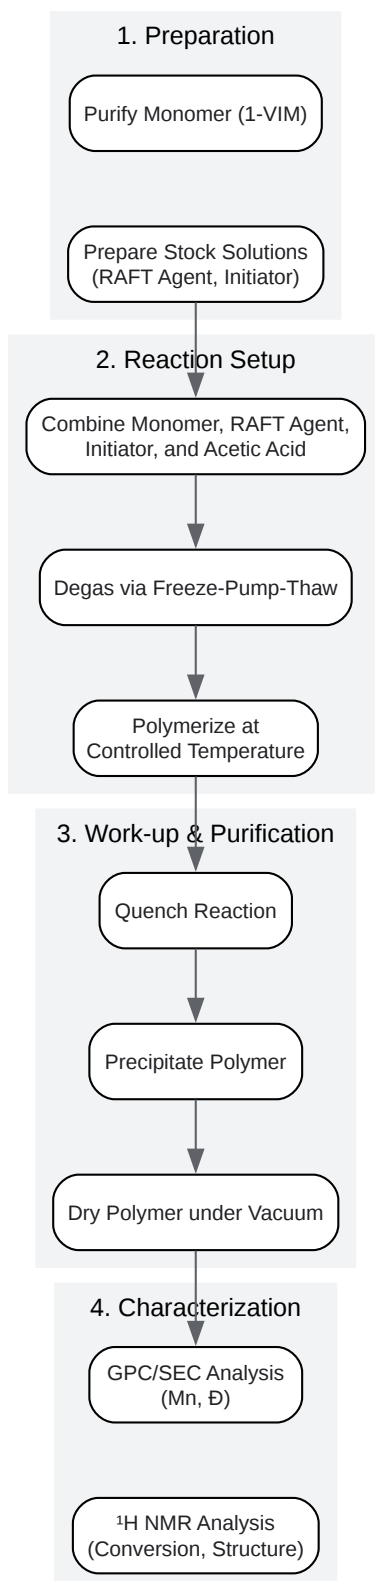 1. Preparation
Purify Monomer (1-VIM)
Prepare Stock Solutions
(RAFT Agent, Initiator)
2. Reaction Setup
Combine Monomer, RAFT Agent,
Initiator, and Acetic Acid
Degas via Freeze-Pump-Thaw
Polymerize at
Controlled Temperature
3. Work-up & Purification
Quench Reaction
Precipitate Polymer
Dry Polymer under Vacuum
4. Characterization
GPC/SEC Analysis
(Mn, Đ)
¹H NMR Analysis
(Conversion, Structure)